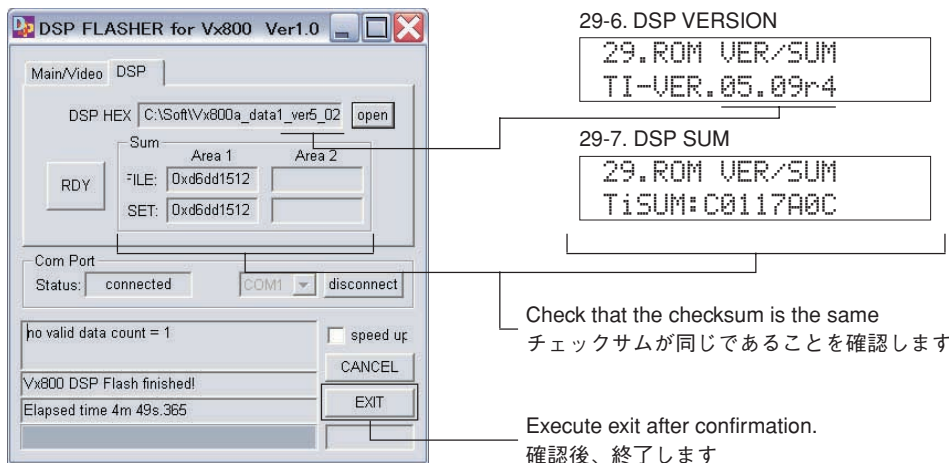 DSP FLASHER for Vx800 Ver1.0
Main/Video DSP
DSP HEX C:\Soft\Vx800a_data1_ver5_02 open
Sum
Area 1 Area 2
RDY
FILE: 0xd6dd1512
SET: 0xd6dd1512
Com Port
Status: connected COM1 disconnect
no valid data count = 1
speed up
CANCEL
Vx800 DSP Flash finished!
Elapsed time 4m 49s.365
EXIT
29-6. DSP VERSION
29.ROM VER/SUM
TI-VER.05.09r4
29-7. DSP SUM
29.ROM VER/SUM
TiSUM:C0117A0C
Check that the checksum is the same
チェックサムが同じであることを確認します
Execute exit after confirmation.
確認後、終了します